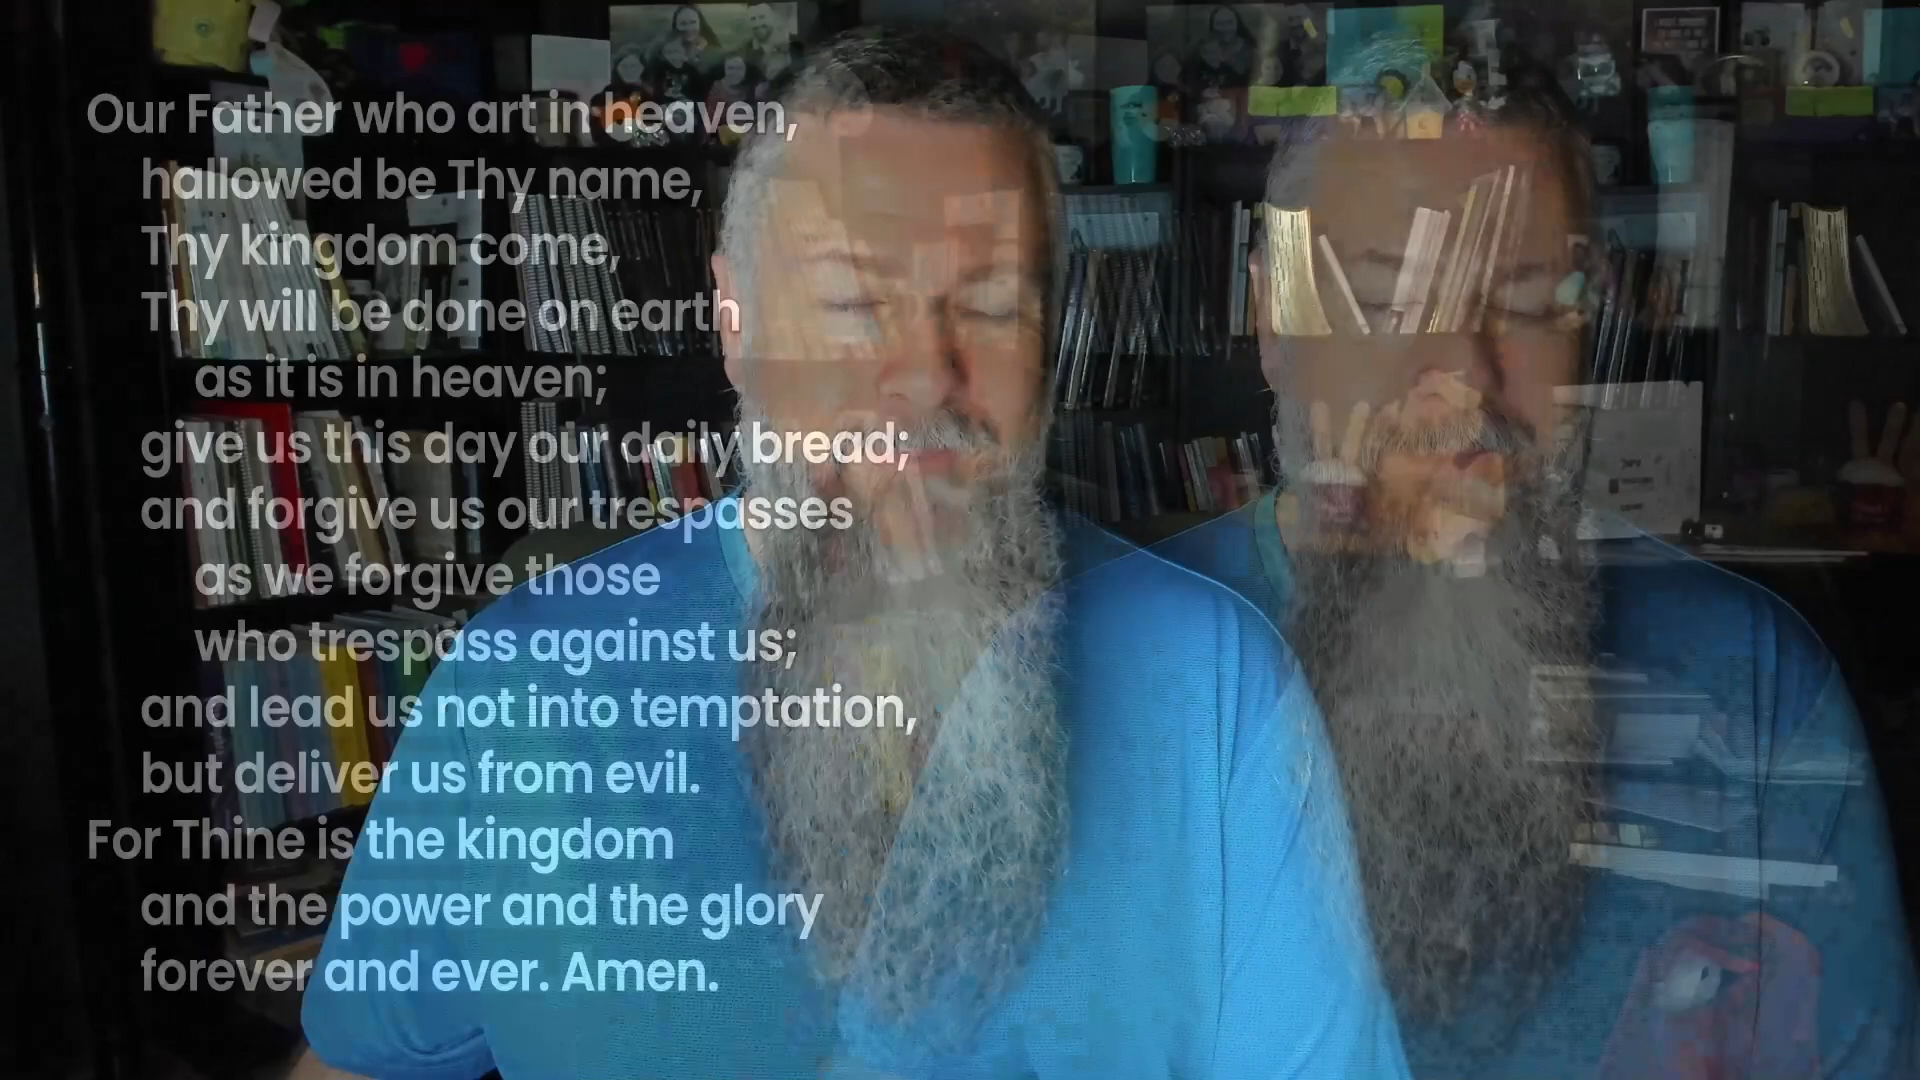 Our Father who art in heaven,
hallowed be Thy name,
Thy kingdom come,
Thy will be done on earth
as it is in heaven;
give us this day our daily bread;
and forgive us our trespasses
as we forgive those
who trespass against us;
and lead us not into temptation,
but deliver us from evil.
For Thine is the kingdom
and the power and the glory
forever and ever. Amen.